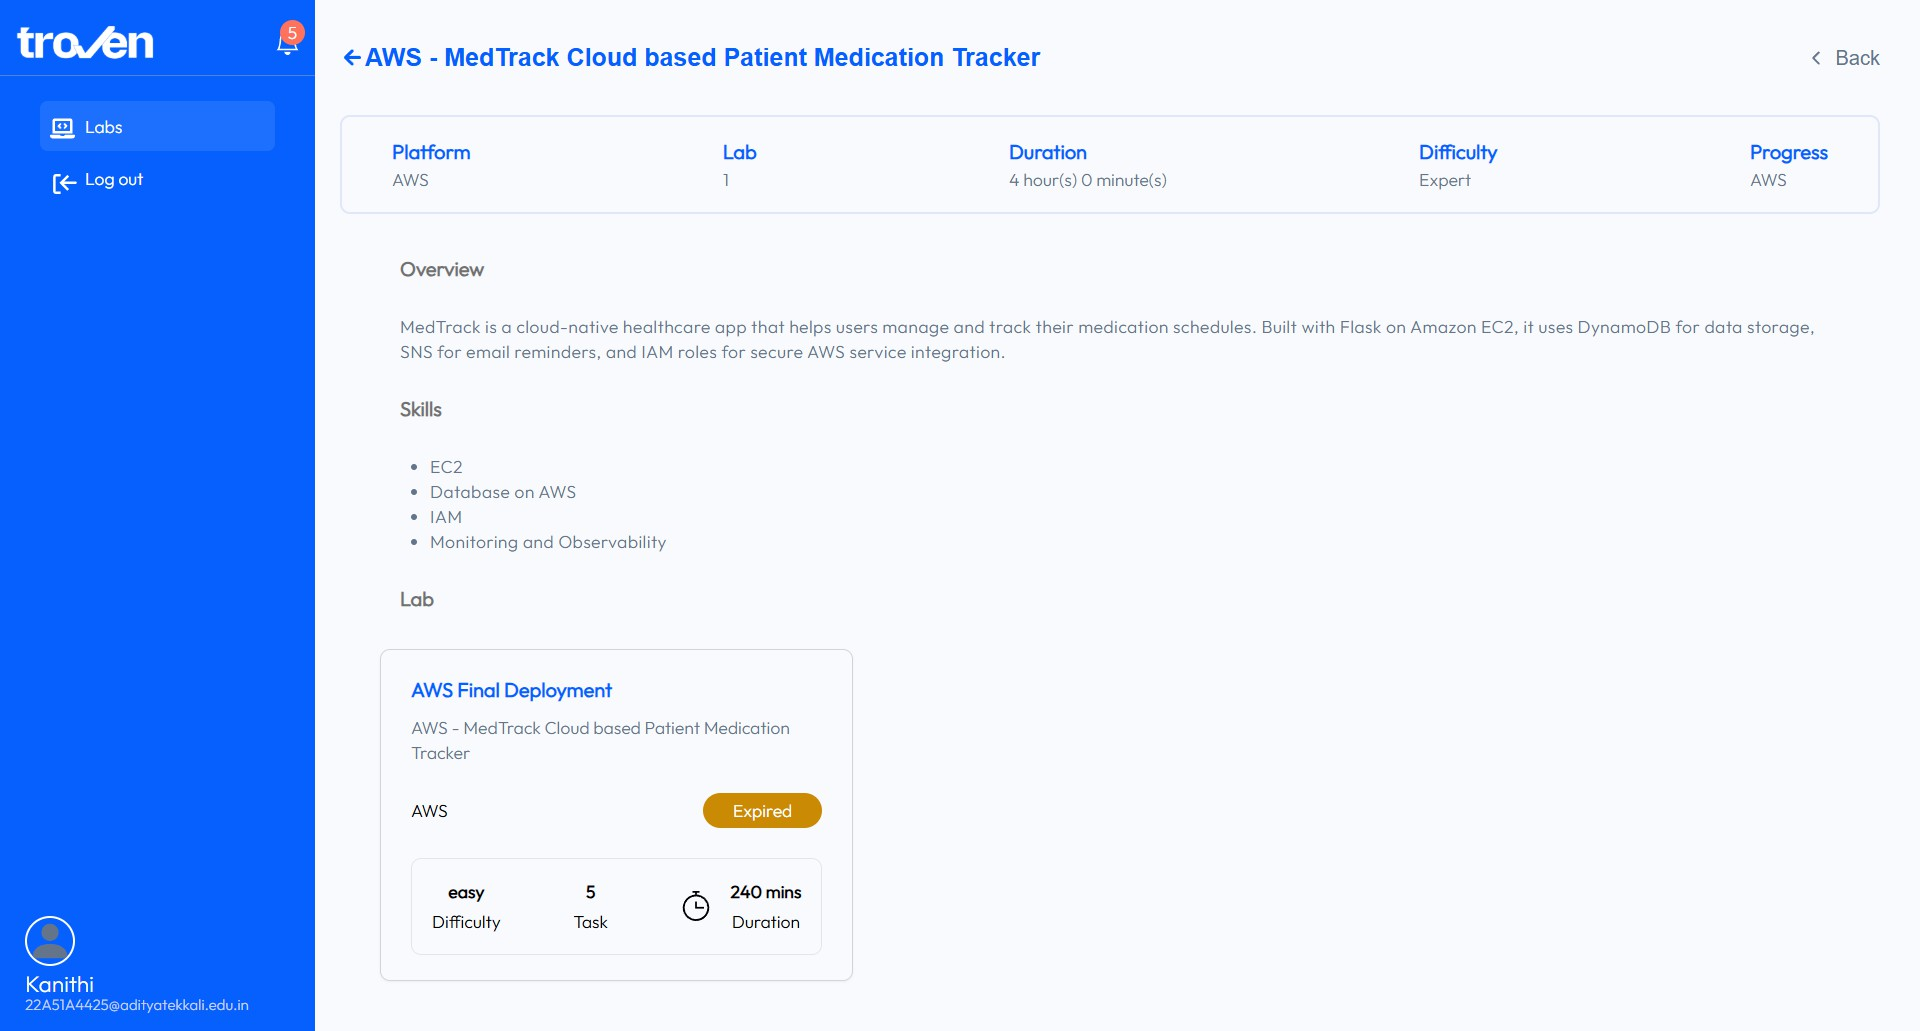 troven
5
Labs
Log out
Kanithi
22A51A4425@adityatekkali.edu.in
AWS - MedTrack Cloud based Patient Medication Tracker
Back
Platform
AWS
Lab
1
Duration
4 hour(s) 0 minute(s)
Difficulty
Expert
Progress
AWS
Overview
MedTrack is a cloud-native healthcare app that helps users manage and track their medication schedules. Built with Flask on Amazon EC2, it uses DynamoDB for data storage,
SNS for email reminders, and IAM roles for secure AWS service integration.
Skills
EC2
Database on AWS
IAM
Monitoring and Observability
Lab
AWS Final Deployment
AWS - MedTrack Cloud based Patient Medication
Tracker
AWS
Expired
easy
Difficulty
5
Task
240 mins
Duration